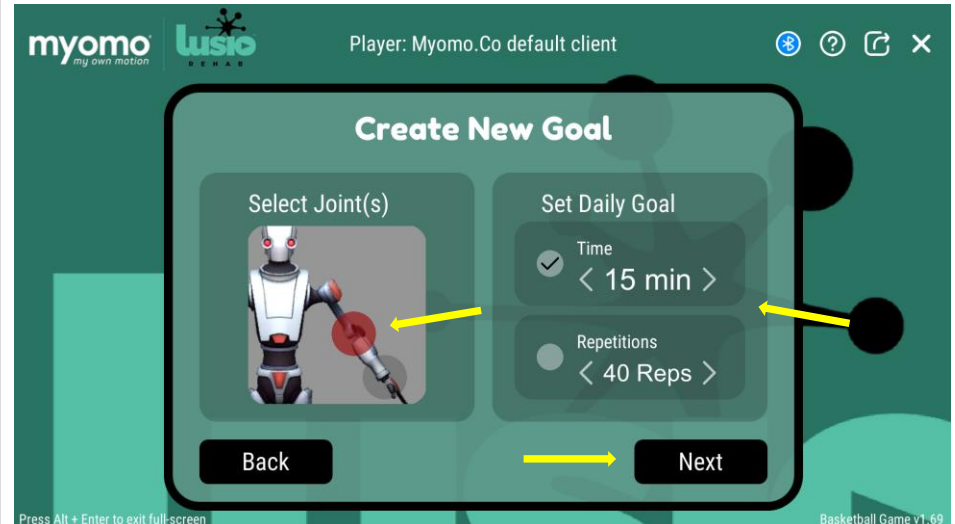 myomo
my own motion
LUSIO
REHAB
Player: Myomo.Co default client
Create New Goal
Select Joint(s)
Set Daily Goal
Time
< 15 min >
Repetitions
< 40 Reps >
Back
Next
Press Alt + Enter to exit full-screen
Basketball Game v1.69